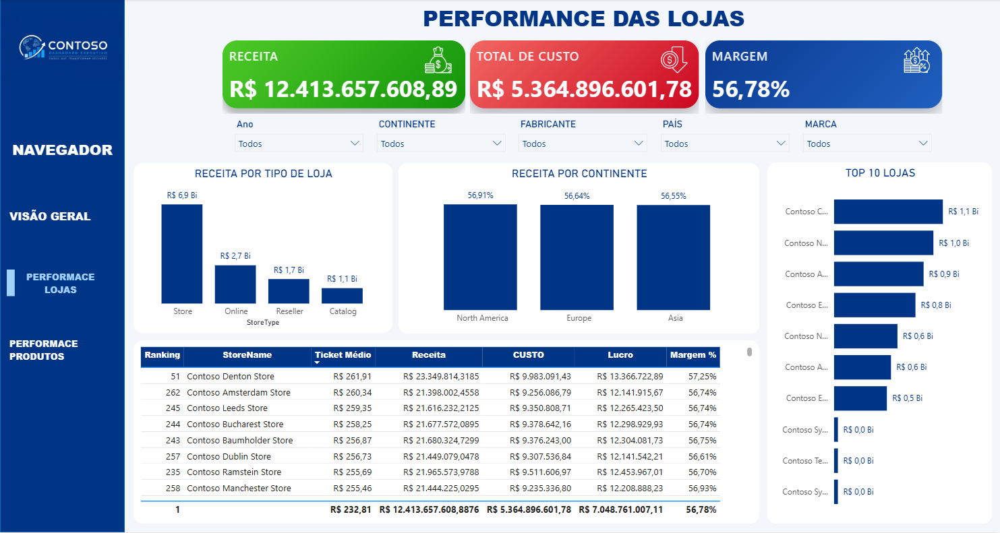 PERFORMANCE DAS LOJAS
CONTOSO
DASHBOARD EXECUTIVO
DADOS QUE TRANSFORMAM DECISÕES
RECEITA
R$ 12.413.657.608,89
TOTAL DE CUSTO
R$ 5.364.896.601,78
MARGEM
56,78%
Ano
Todos
CONTINENTE
Todos
FABRICANTE
Todos
PAÍS
Todos
MARCA
Todos
NAVEGADOR
VISÃO GERAL
PERFORMACE
LOJAS
PERFORMACE
PRODUTOS
RECEITA POR TIPO DE LOJA
R$ 6,9 Bi
R$ 2,7 Bi
R$ 1,7 Bi
R$ 1,1 Bi
Store Online Reseller Catalog
StoreType
RECEITA POR CONTINENTE
56,91% 56,64% 56,55%
North America Europe Asia
TOP 10 LOJAS
Contoso C... R$ 1,1 Bi
Contoso N... R$ 1,0 Bi
Contoso A... R$ 0,9 Bi
Contoso E... R$ 0,8 Bi
Contoso N... R$ 0,6 Bi
Contoso A... R$ 0,6 Bi
Contoso E... R$ 0,5 Bi
Contoso Sy... R$ 0,0 Bi
Contoso Te... R$ 0,0 Bi
Contoso Sy... R$ 0,0 Bi
Ranking StoreName Ticket Médio Receita CUSTO Lucro Margem %
51 Contoso Denton Store R$ 261,91 R$ 23.349.814,3185 R$ 9.983.091,43 R$ 13.366.722,89 57,25%
262 Contoso Amsterdam Store R$ 260,34 R$ 21.398.002,4558 R$ 9.256.086,79 R$ 12.141.915,67 56,74%
245 Contoso Leeds Store R$ 259,35 R$ 21.616.232,2125 R$ 9.350.808,71 R$ 12.265.423,50 56,74%
244 Contoso Bucharest Store R$ 258,25 R$ 21.677.572,0895 R$ 9.378.642,16 R$ 12.298.929,93 56,74%
243 Contoso Baumholder Store R$ 256,87 R$ 21.680.324,7299 R$ 9.376.243,00 R$ 12.304.081,73 56,75%
257 Contoso Dublin Store R$ 256,73 R$ 21.449.079,0478 R$ 9.307.536,84 R$ 12.141.542,21 56,61%
235 Contoso Ramstein Store R$ 255,69 R$ 21.965.573,9788 R$ 9.511.606,97 R$ 12.453.967,01 56,70%
258 Contoso Manchester Store R$ 255,46 R$ 21.444.225,0295 R$ 9.235.336,80 R$ 12.208.888,23 56,93%
1 R$ 232,81 R$ 12.413.657.608,8876 R$ 5.364.896.601,78 R$ 7.048.761.007,11 56,78%